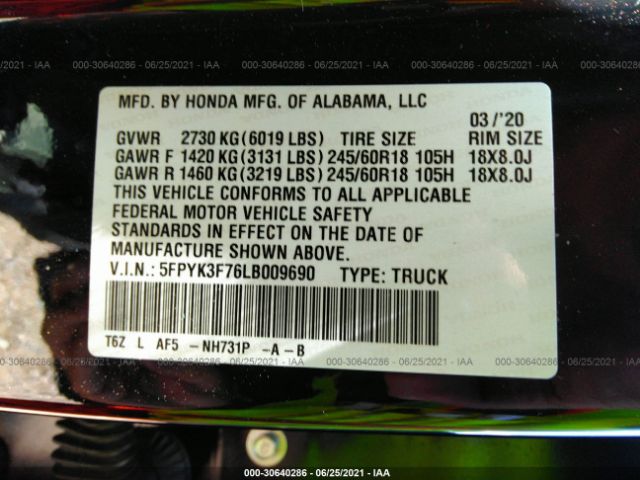 000-30640286 - 06/25/2021 - IAA
MFD. BY HONDA MFG. OF ALABAMA, LLC
03/'20
GVWR 2730 KG(6019 LBS) TIRE SIZE RIM SIZE
GAWR F 1420 KG(3131 LBS) 245/60R18 105H 18X8.0J
GAWR R 1460 KG(3219 LBS) 245/60R18 105H 18X8.0J
THIS VEHICLE CONFORMS TO ALL APPLICABLE
FEDERAL MOTOR VEHICLE SAFETY
STANDARDS IN EFFECT ON THE DATE OF
MANUFACTURE SHOWN ABOVE.
V.I.N.: 5FPYK3F76LB009690 TYPE: TRUCK
T6Z L AF5 -NH731P -A-B
000-30640286 - 06/25/2021 - IAA
000-30640286 - 06/25/2021 - IAA